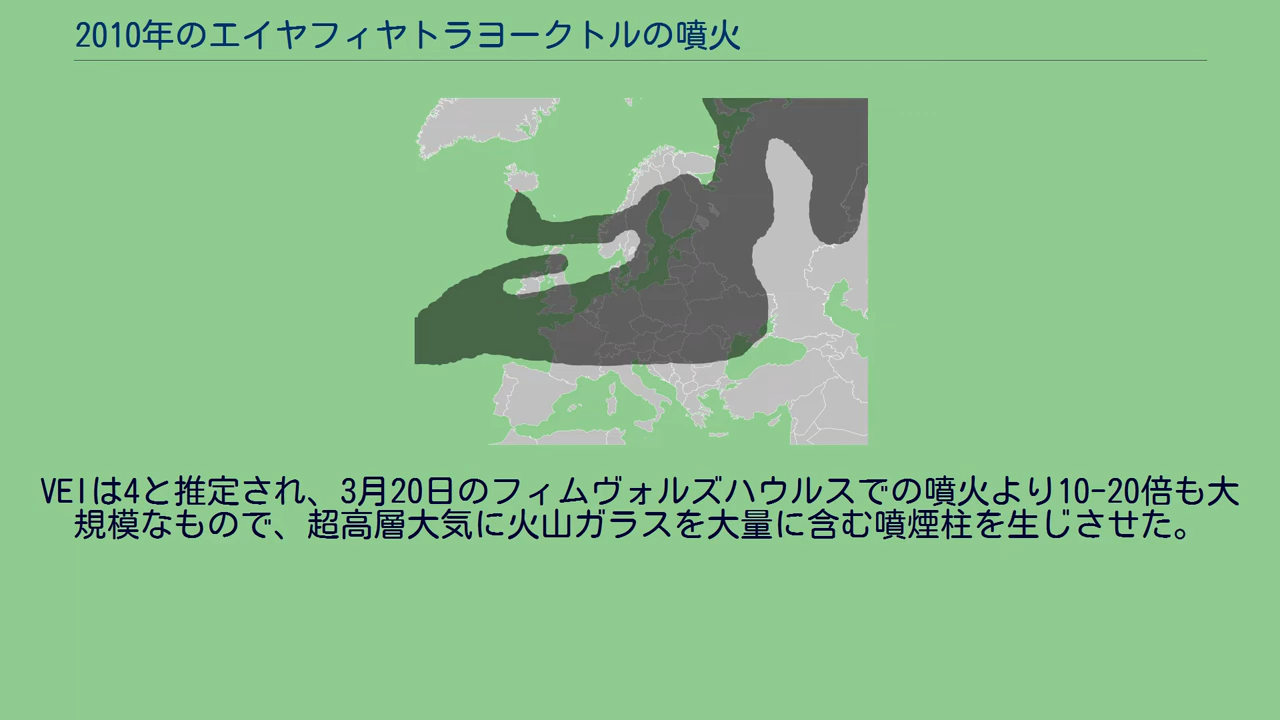 2010年のエイヤフィヤトラヨークトルの噴火
VEIは4と推定され、3月20日のフィムヴォルズハウルスでの噴火より10-20倍も大
規模なもので、超高層大気に火山ガラスを大量に含む噴煙柱を生じさせた。